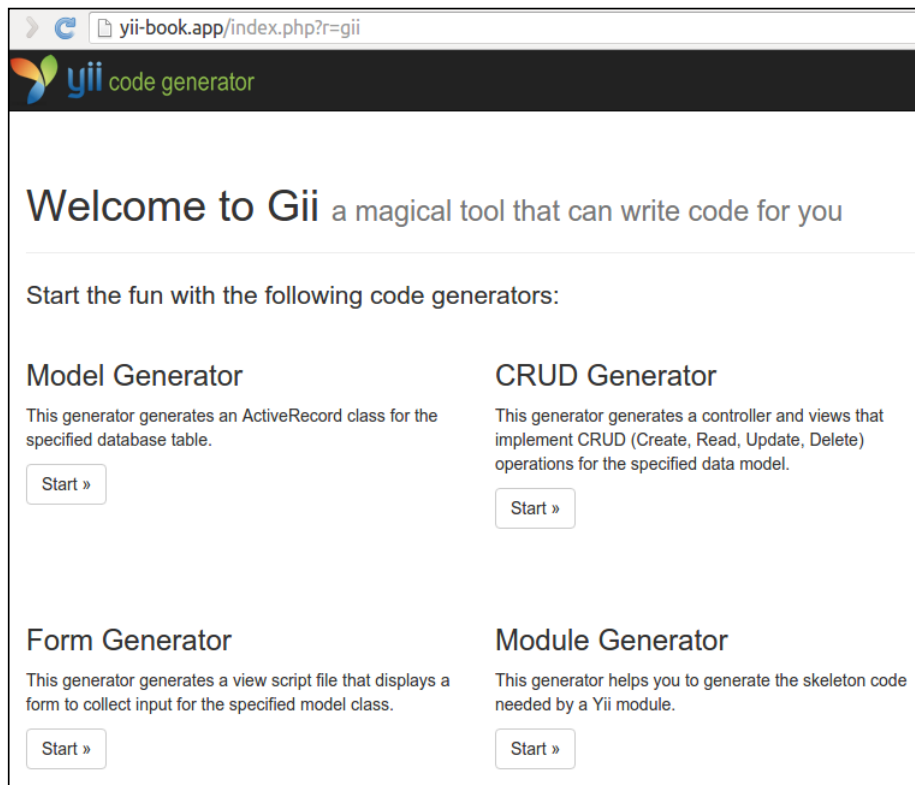 yii-book.app/index.php?r=gii
yii code generator
Welcome to Gii a magical tool that can write code for you
Start the fun with the following code generators:
Model Generator
This generator generates an ActiveRecord class for the
specified database table.
Start »
CRUD Generator
This generator generates a controller and views that
implement CRUD (Create, Read, Update, Delete)
operations for the specified data model.
Start »
Form Generator
This generator generates a view script file that displays a
form to collect input for the specified model class.
Start »
Module Generator
This generator helps you to generate the skeleton code
needed by a Yii module.
Start »